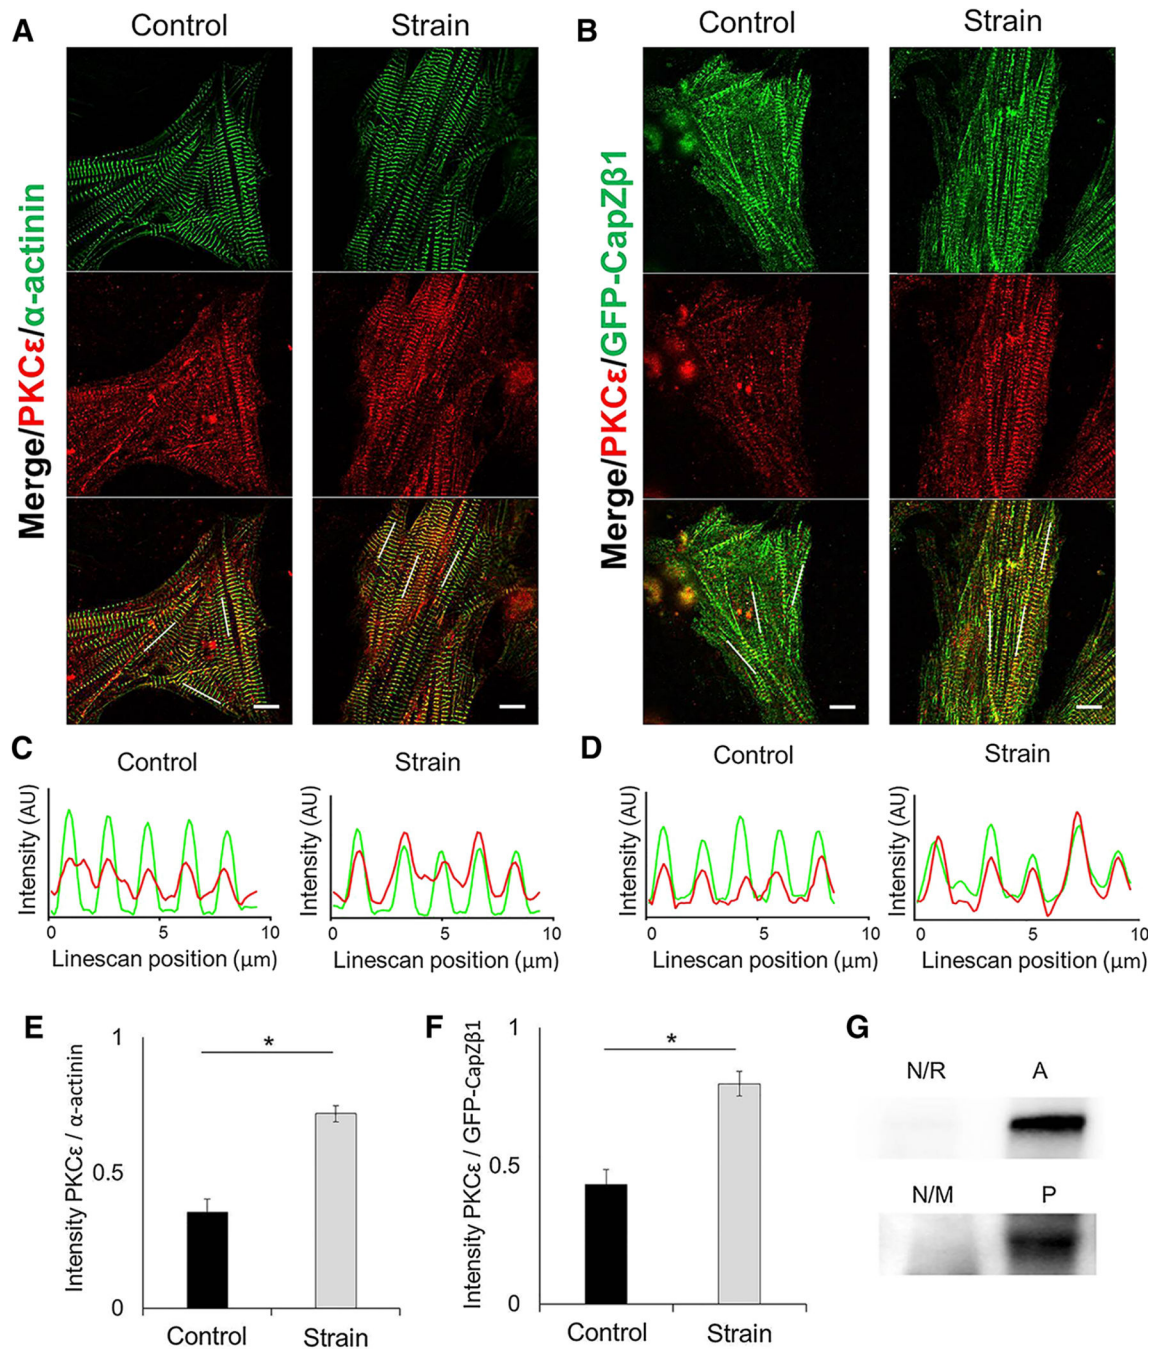 A
Control
Strain
B
Control
Strain
Merge/PKCε/α-actinin
Merge/PKCε/GFP-CapZβ1
C
Control
Strain
D
Control
Strain
Intensity (AU)
Intensity (AU)
Intensity (AU)
Intensity (AU)
0 5 10
0 5 10
0 5 10
0 5 10
Linescan position (μm)
Linescan position (μm)
Linescan position (μm)
Linescan position (μm)
E
Intensity PKCε / α-actinin
1
0.5
0
*
Control
Strain
F
Intensity PKCε / GFP-CapZβ1
1
0.5
0
*
Control
Strain
G
N/R
A
N/M
P